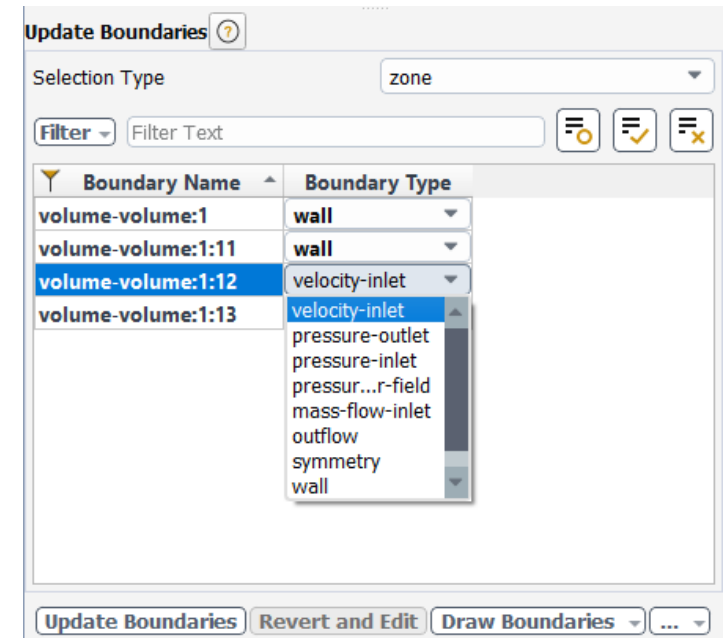 Update Boundaries ?
Selection Type zone
Filter Filter Text
Boundary Name Boundary Type
volume-volume:1 wall
volume-volume:1:11 wall
volume-volume:1:12 velocity-inlet
volume-volume:1:13 velocity-inlet
pressure-outlet
pressure-inlet
pressur...r-field
mass-flow-inlet
outflow
symmetry
wall
Update Boundaries Revert and Edit Draw Boundaries ...